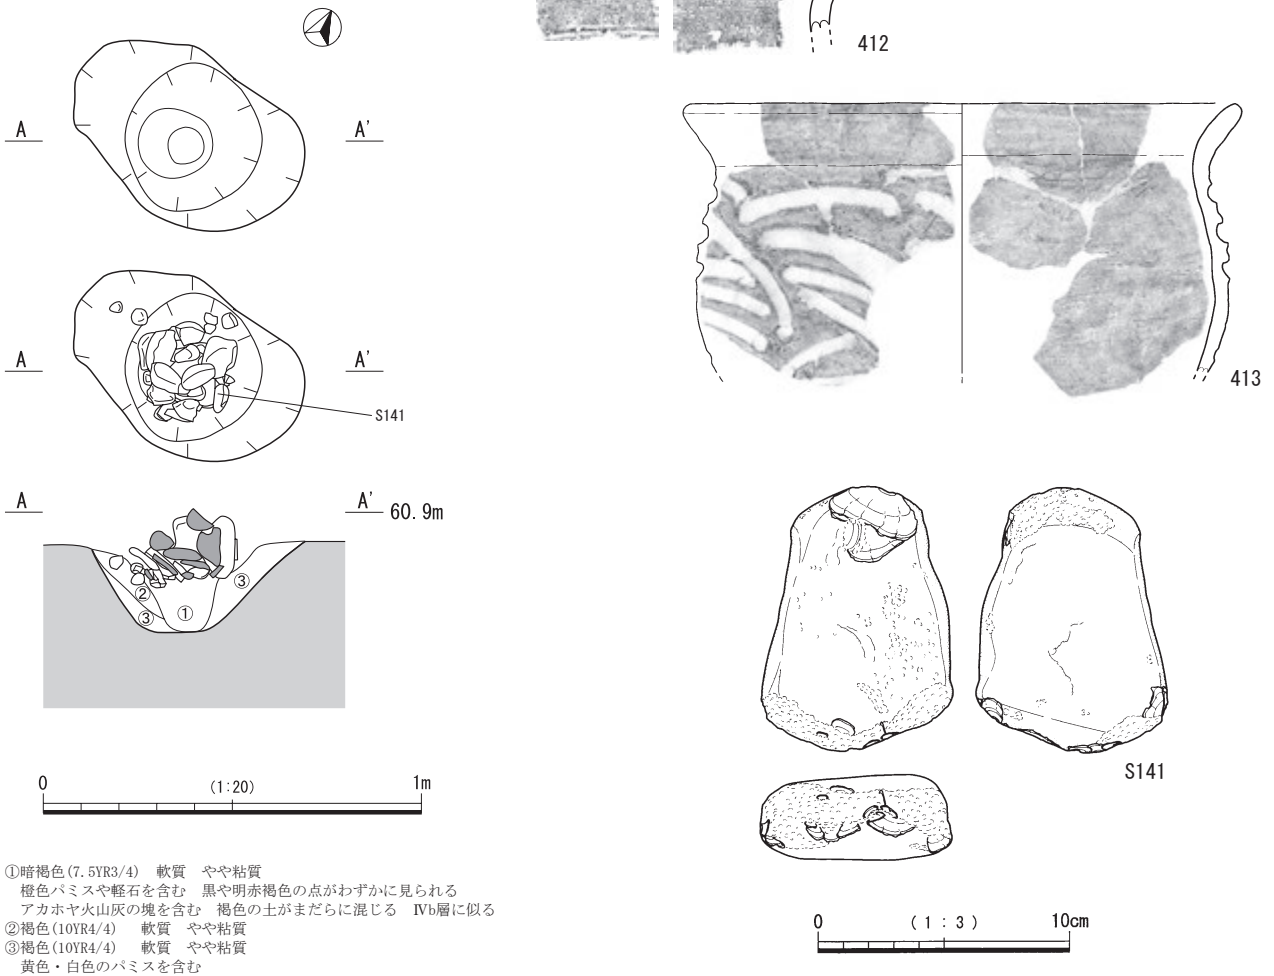 A A'
A A'
S141
A A' 60.9m
③
②
①
③
0 (1:20) 1m
①暗褐色(7.5YR3/4) 軟質 やや粘質
橙色パミスや軽石を含む 黒や明赤褐色の点がわずかに見られる
アカホヤ火山灰の塊を含む 褐色の土がまだらに混じる Ⅳb層に似る
②褐色(10YR4/4) 軟質 やや粘質
③褐色(10YR4/4) 軟質 やや粘質
黄色・白色のパミスを含む
412
413
S141
0 (1:3) 10cm